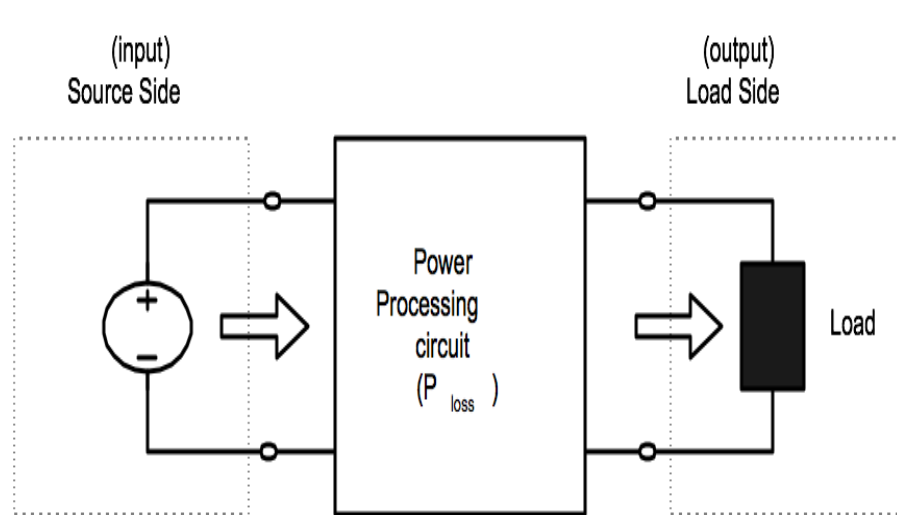 (input)
Source Side
(output)
Load Side
+
−
Power
Processing
circuit
(P loss )
Load